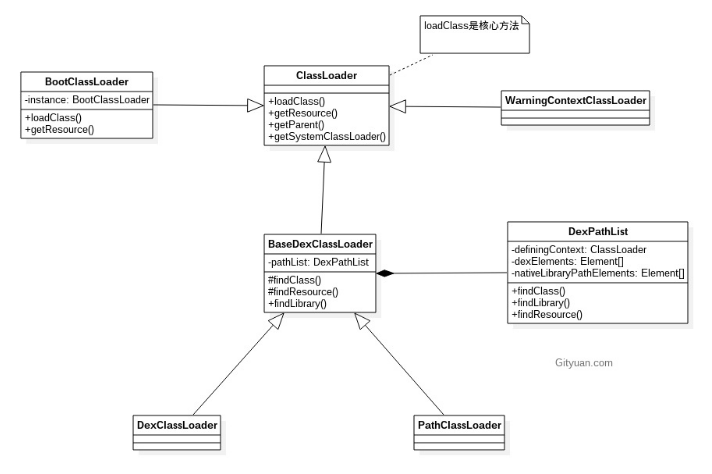 loadClass是核心方法
BootClassLoader
-instance: BootClassLoader
+loadClass()
+getResource()
ClassLoader
+loadClass()
+getResource()
+getParent()
+getSystemClassLoader()
WarningContextClassLoader
BaseDexClassLoader
-pathList: DexPathList
#findClass()
#findResource()
+findLibrary()
DexPathList
-definingContext: ClassLoader
-dexElements: Element[]
-nativeLibraryPathElements: Element[]
+findClass()
+findLibrary()
+findResource()
Gityuan.com
DexClassLoader
PathClassLoader